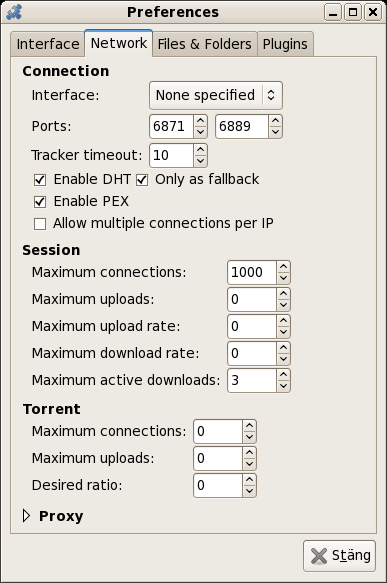 Preferences
Interface Network Files & Folders Plugins
Connection
Interface: None specified
Ports: 6871 6889
Tracker timeout: 10
Enable DHT Only as fallback
Enable PEX
Allow multiple connections per IP
Session
Maximum connections: 1000
Maximum uploads: 0
Maximum upload rate: 0
Maximum download rate: 0
Maximum active downloads: 3
Torrent
Maximum connections: 0
Maximum uploads: 0
Desired ratio: 0
Proxy
Stäng